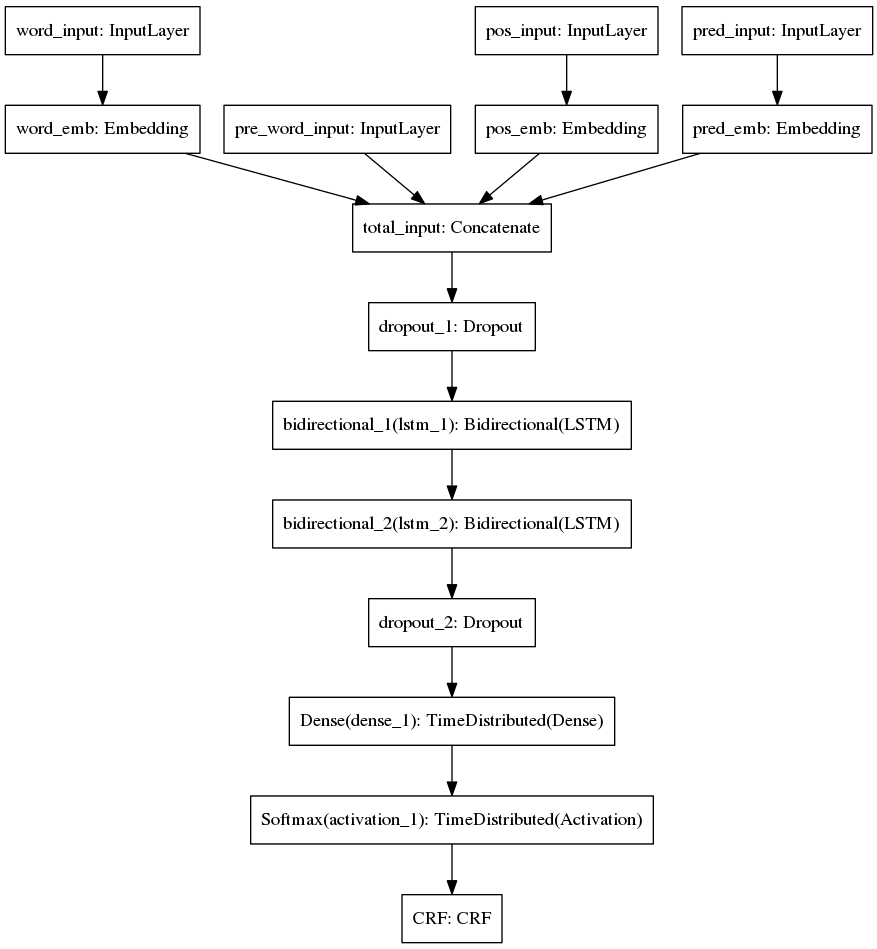 word_input: InputLayer
pos_input: InputLayer
pred_input: InputLayer
word_emb: Embedding
pre_word_input: InputLayer
pos_emb: Embedding
pred_emb: Embedding
total_input: Concatenate
dropout_1: Dropout
bidirectional_1(lstm_1): Bidirectional(LSTM)
bidirectional_2(lstm_2): Bidirectional(LSTM)
dropout_2: Dropout
Dense(dense_1): TimeDistributed(Dense)
Softmax(activation_1): TimeDistributed(Activation)
CRF: CRF